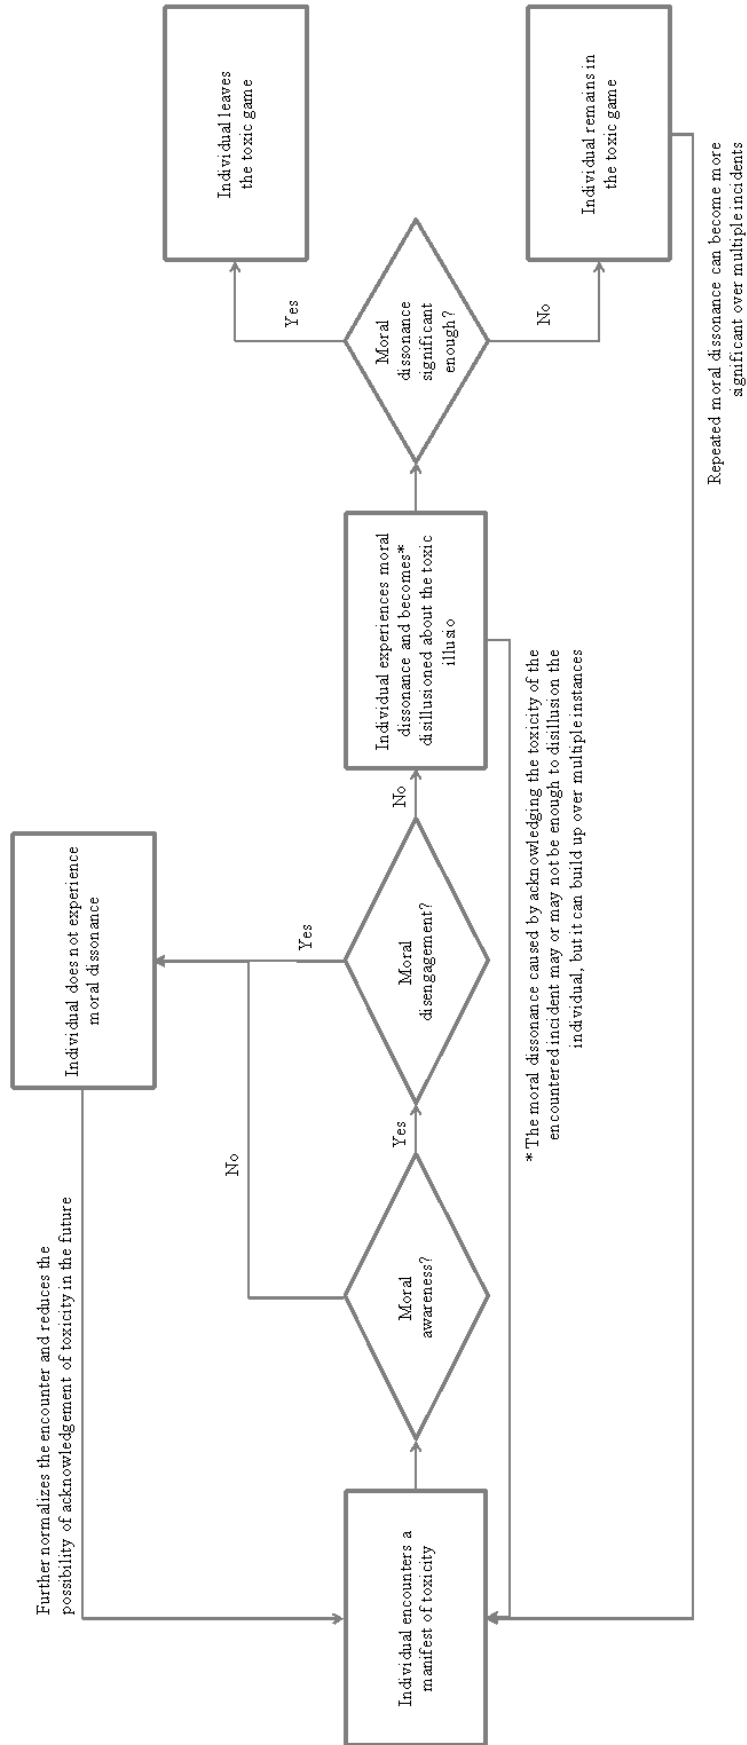 Further normalizes the encounter and reduces the
possibility of acknowledgement of toxicity in the future
Individual does not experience
moral dissonance
Individual leaves
the toxic game
No
Yes
Yes
Individual encounters a
manifest of toxicity
Moral
awareness?
Yes
Moral
disengagement?
No
Individual experiences moral
dissonance and becomes*
disillusioned about the toxic
illusio
Moral
dissonance
significant
enough?
No
Individual remains in
the toxic game
* The moral dissonance caused by acknowledging the toxicity of the
encountered incident may or may not be enough to disillusion the
individual, but it can build up over multiple instances
Repeated moral dissonance can become more
significant over multiple incidents